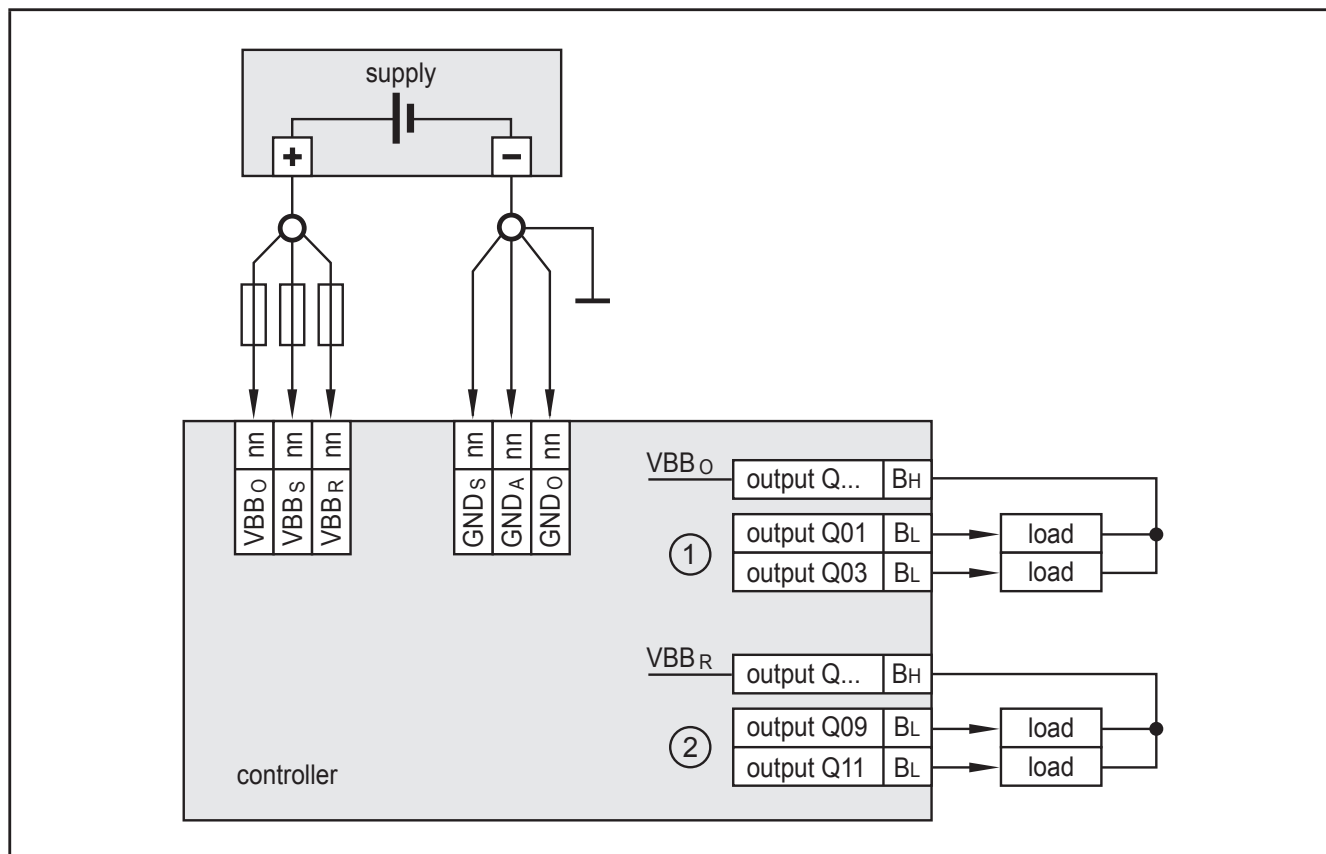 supply
+ −
nn nn nn nn nn nn
VBBO VBBS VBBR GNDS GNDA GNDO
VBBO output Q... BH
1 output Q01 BL load
output Q03 BL load
VBBR output Q... BH
2 output Q09 BL load
output Q11 BL load
controller